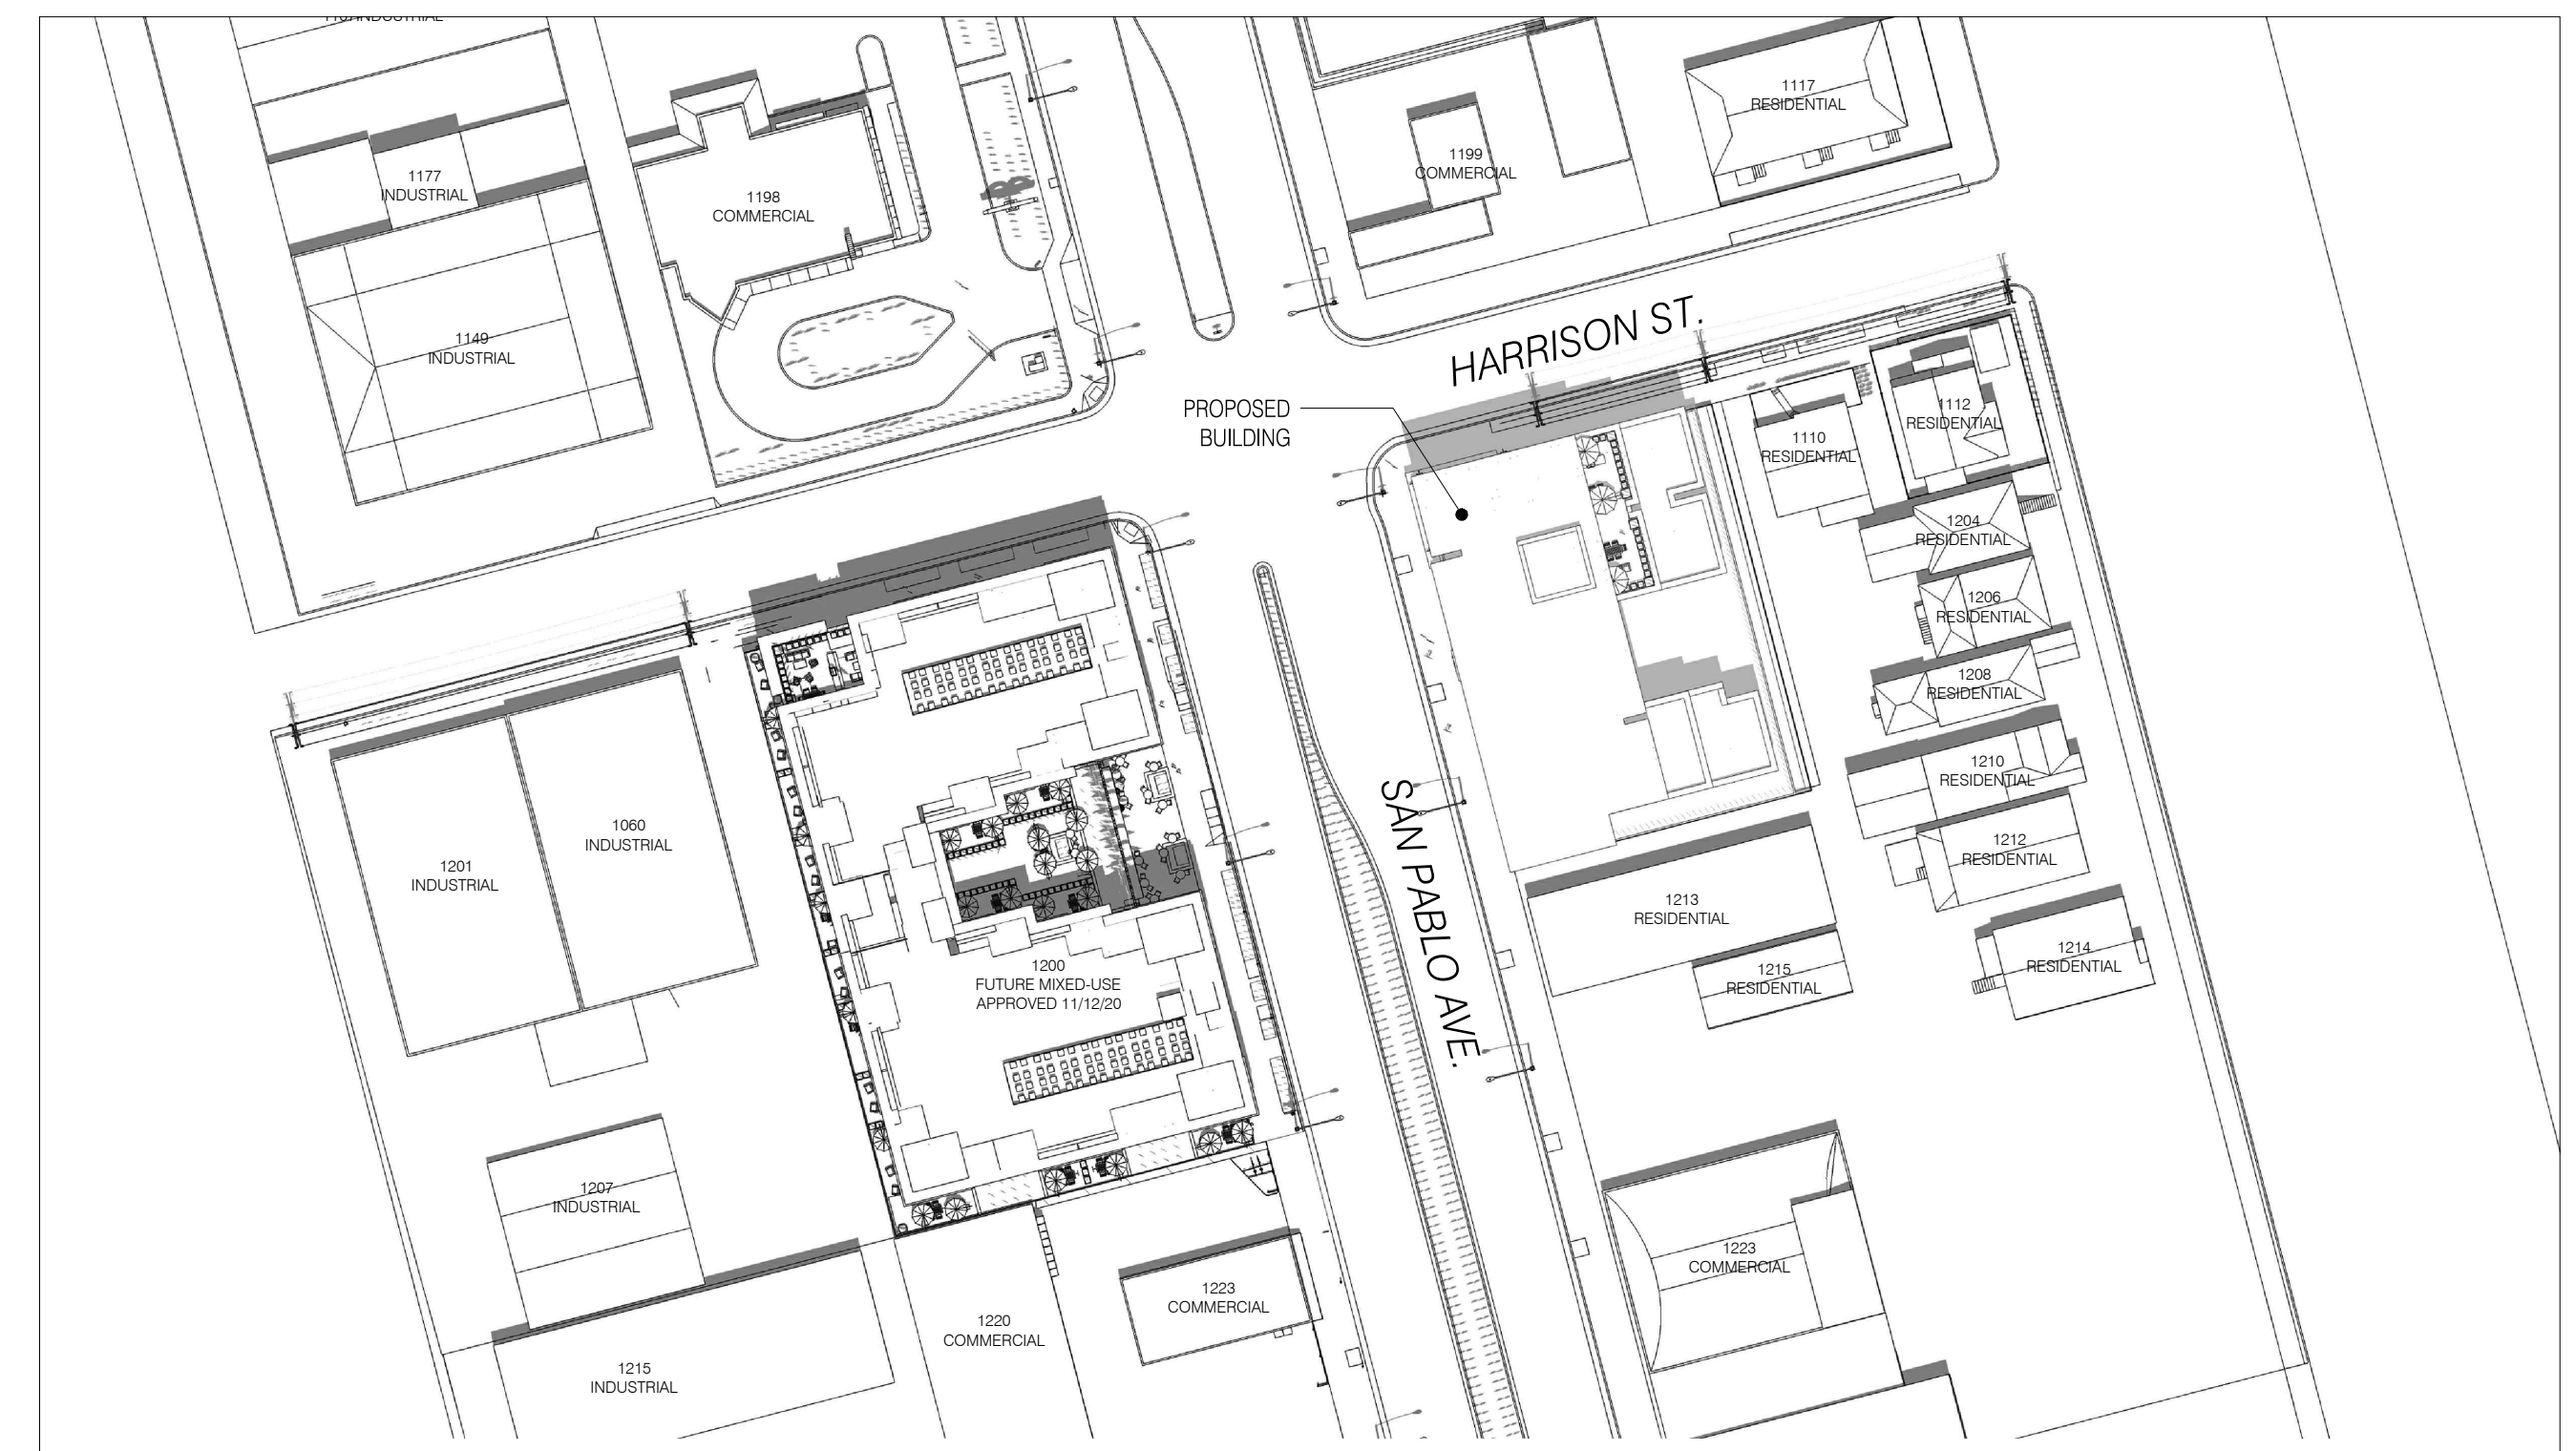 1117
RESIDENTIAL
1199
COMMERCIAL
1177
INDUSTRIAL
1198
COMMERCIAL
1149
INDUSTRIAL
HARRISON ST.
PROPOSED
BUILDING
1112
RESIDENTIAL
1110
RESIDENTIAL
1204
RESIDENTIAL
1206
RESIDENTIAL
1208
RESIDENTIAL
1210
RESIDENTIAL
1060
INDUSTRIAL
1201
INDUSTRIAL
SAN PABLO AVE.
1212
RESIDENTIAL
1213
RESIDENTIAL
1214
RESIDENTIAL
1215
RESIDENTIAL
1200
FUTURE MIXED-USE
APPROVED 11/12/20
1207
INDUSTRIAL
1223
COMMERCIAL
1223
COMMERCIAL
1220
COMMERCIAL
1215
INDUSTRIAL